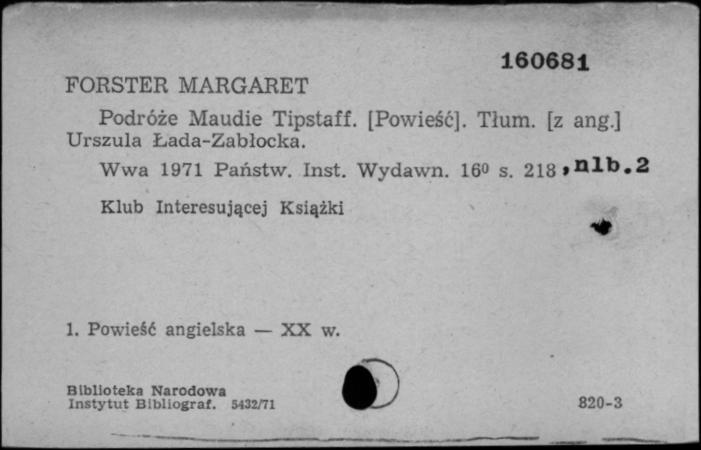 160681
FORSTER MARGARET
Podróże Maudie Tipstaff. [Powieść]. Tłum. [z ang.]
Urszula Łada-Zabłocka.
Wwa 1971 Państw. Inst. Wydawn. 16º s. 218 ,nlb.2
Klub Interesującej Książki
1. Powieść angielska — XX w.
Biblioteka Narodowa
Instytut Bibliograf. 5432/71
820-3